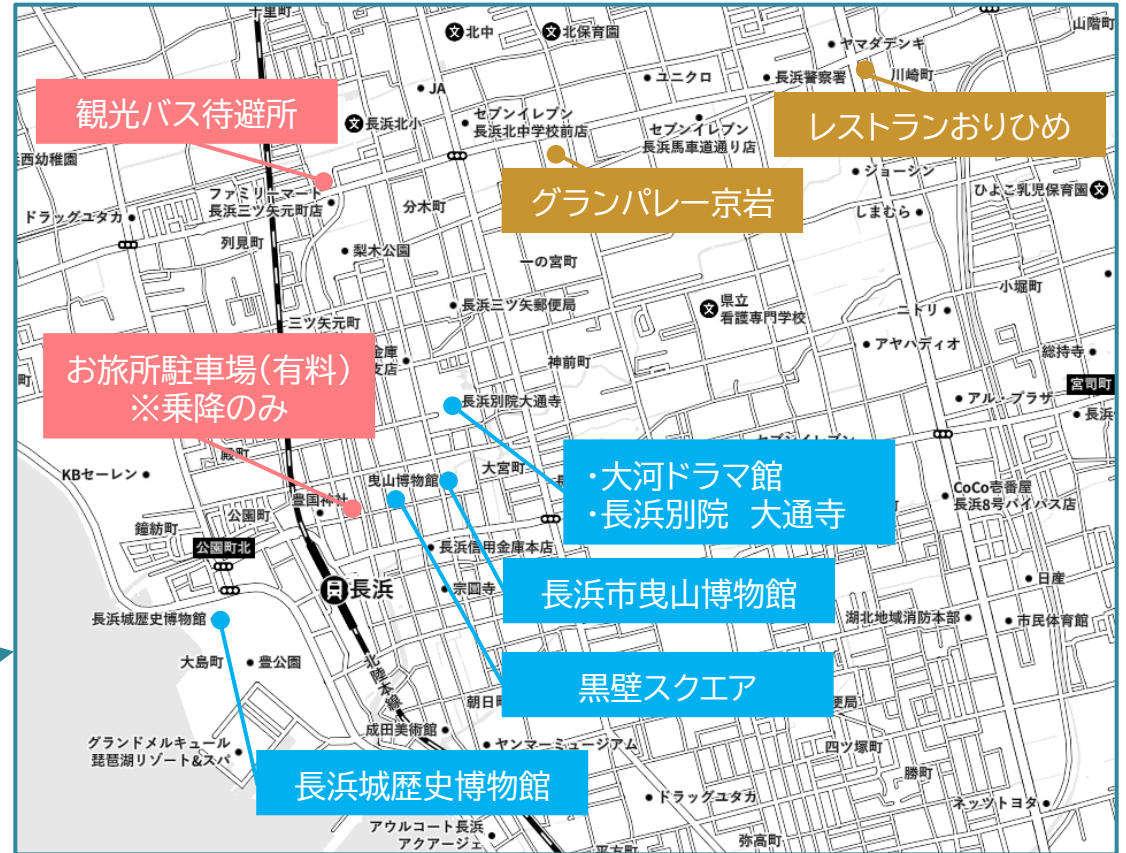 十里町
北中
北保育園
山階町
ヤマダデンキ
ユニクロ
長浜警察署
川崎町
JA
観光バス待避所
セブンイレブン
長浜北中学校前店
レストランおりひめ
長浜北小
セブンイレブン
長浜馬車道通り店
西幼稚園
ジョーシン
ひよこ乳児保育園
ファミリーマート
長浜三ツ矢元町店
グランパレー京岩
ドラッグユタカ
分木町
しまむら
列見町
梨木公園
一の宮町
小堀町
長浜三ツ矢郵便局
県立
看護専門学校
ニトリ
三ツ矢元町
アヤハディオ
総持寺
お旅所駐車場(有料)
※乗降のみ
金庫
支店
神前町
町
宮司町
長浜別院大通寺
アル・プラザ
長浜
殿町
セブンイレブン
KBセーレン
曳山博物館
大宮町
・大河ドラマ館
・長浜別院 大通寺
CoCo壱番屋
長浜8号バイパス店
豊国神社
公園町
鐘紡町
公園町北
長浜信用金庫本店
長浜
宗圓寺
長浜市曳山博物館
日産
長浜城歴史博物館
湖北地域消防本部
市民体育館
大島町
豊公園
北陸本線
黒壁スクエア
朝日町
便局
成田美術館
グランドメルキュール
琵琶湖リゾート&スパ
ヤンマーミュージアム
四ツ塚町
勝町
長浜城歴史博物館
ドラッグユタカ
ネッツトヨタ
アウルコート長浜
アクアージェ
平方町
弥高町